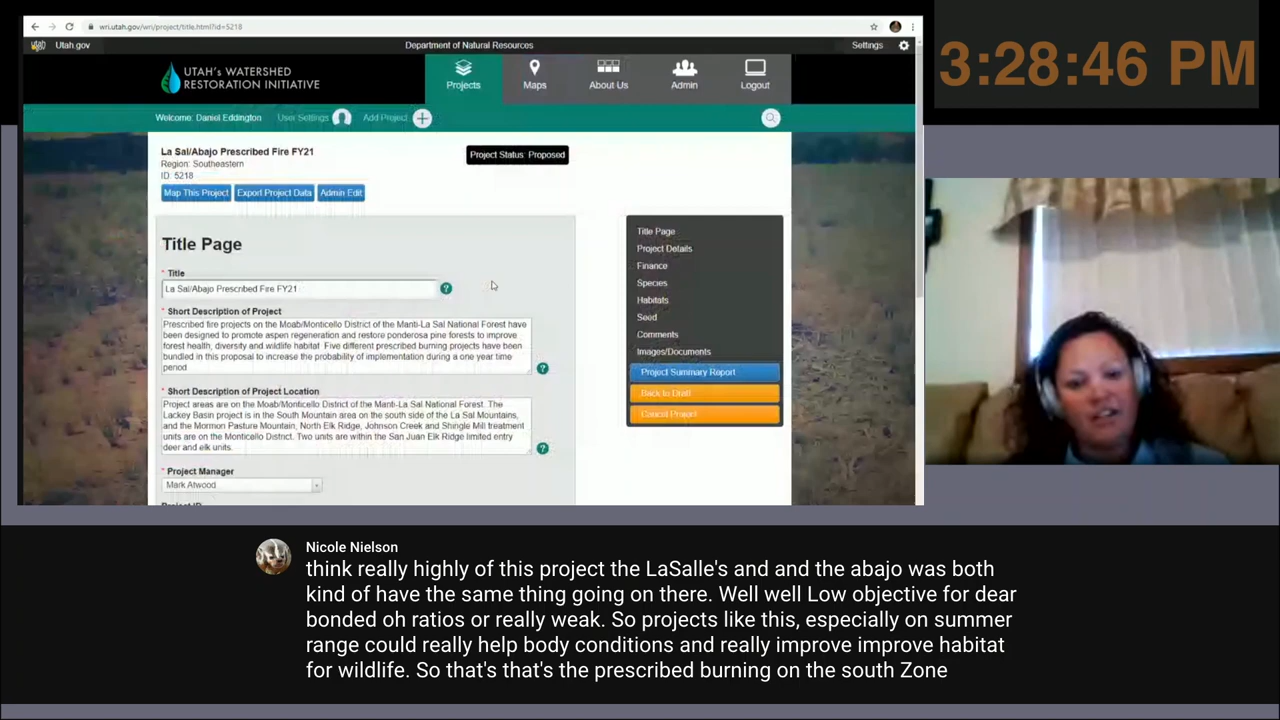 wri.utah.gov/wri/project/title.html?id=5218
Utah.gov
Department of Natural Resources
Settings
UTAH's WATERSHED
RESTORATION INITIATIVE
Projects
Maps
About Us
Admin
Logout
Welcome: Daniel Eddington
User Settings
Add Project
La Sal/Abajo Prescribed Fire FY21
Region: Southeastern
ID: 5218
Project Status: Proposed
Map This Project
Export Project Data
Admin Edit
Title Page
* Title
La Sal/Abajo Prescribed Fire FY21
* Short Description of Project
Prescribed fire projects on the Moab/Monticello District of the Manti-La Sal National Forest have
been designed to promote aspen regeneration and restore ponderosa pine forests to improve
forest health, diversity and wildlife habitat. Five different prescribed burning projects have been
bundled in this proposal to increase the probability of implementation during a one year time
period
* Short Description of Project Location
Project areas are on the Moab/Monticello District of the Manti-La Sal National Forest. The
Lackey Basin project is in the South Mountain area on the south side of the La Sal Mountains,
and the Mormon Pasture Mountain, North Elk Ridge, Johnson Creek and Shingle Mill treatment
units are on the Monticello District. Two units are within the San Juan Elk Ridge limited entry
deer and elk units.
* Project Manager
Mark Atwood
Project ID
Title Page
Project Details
Finance
Species
Habitats
Seed
Comments
Images/Documents
Project Summary Report
Back to Draft
Cancel Project
3:28:46 PM
Nicole Nielson
think really highly of this project the LaSalle's and and the abajo was both
kind of have the same thing going on there. Well well Low objective for dear
bonded oh ratios or really weak. So projects like this, especially on summer
range could really help body conditions and really improve improve habitat
for wildlife. So that's that's the prescribed burning on the south Zone